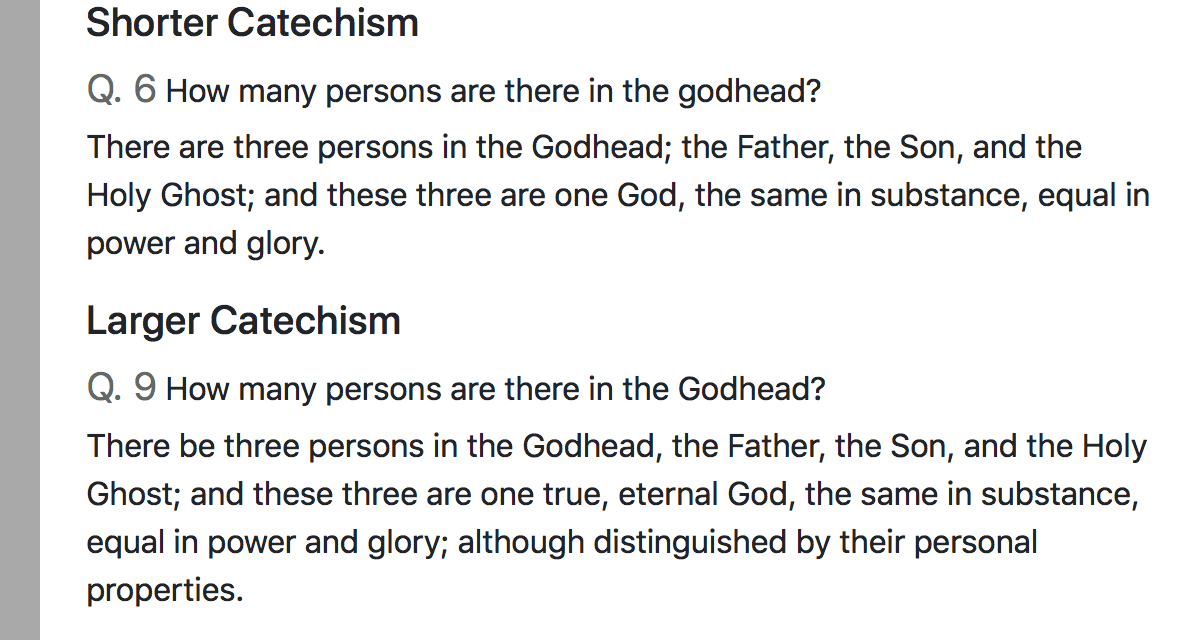 Shorter Catechism
Q. 6 How many persons are there in the godhead?
There are three persons in the Godhead; the Father, the Son, and the
Holy Ghost; and these three are one God, the same in substance, equal in
power and glory.
Larger Catechism
Q. 9 How many persons are there in the Godhead?
There be three persons in the Godhead, the Father, the Son, and the Holy
Ghost; and these three are one true, eternal God, the same in substance,
equal in power and glory; although distinguished by their personal
properties.